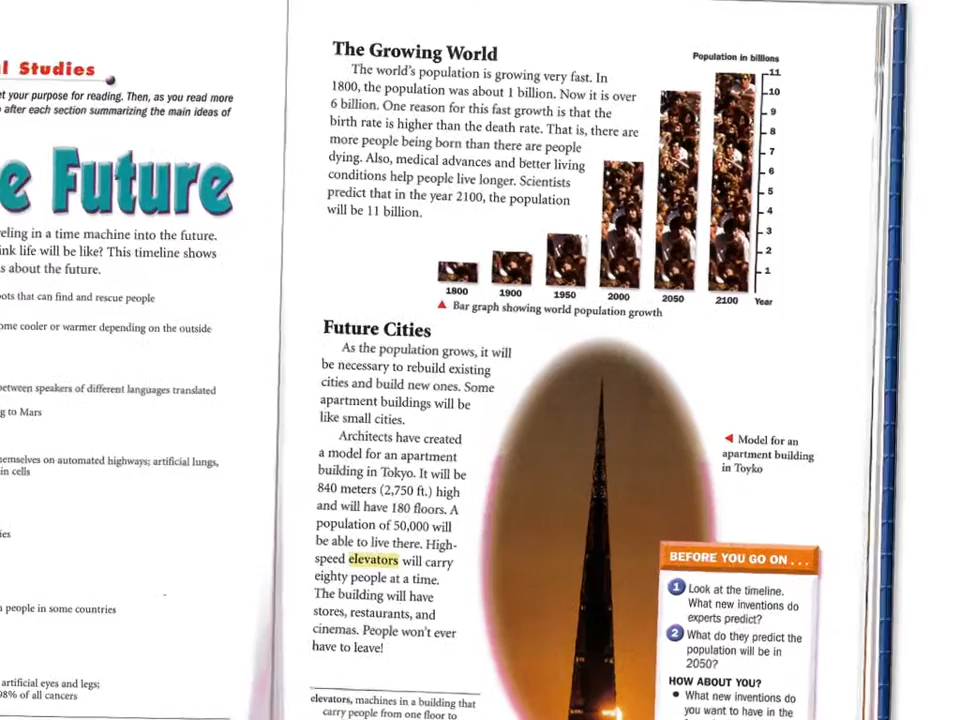 l Studies
et your purpose for reading. Then, as you read more
after each section summarizing the main ideas of
e Future
eling in a time machine into the future.
ink life will be like? This timeline shows
s about the future.
ots that can find and rescue people
ome cooler or warmer depending on the outside
between speakers of different languages translated
g to Mars
emselves on automated highways; artificial lungs,
in cells
ies
people in some countries
artificial eyes and legs;
98% of all cancers
The Growing World
The world's population is growing very fast. In
1800, the population was about 1 billion. Now it is over
6 billion. One reason for this fast growth is that the
birth rate is higher than the death rate. That is, there are
more people being born than there are people
dying. Also, medical advances and better living
conditions help people live longer. Scientists
predict that in the year 2100, the population
will be 11 billion.
Population in billions
11
10
9
8
7
6
5
4
3
2
1
1800 1900 1950 2000 2050 2100 Year
Bar graph showing world population growth
Future Cities
As the population grows, it will
be necessary to rebuild existing
cities and build new ones. Some
apartment buildings will be
like small cities.
Architects have created
a model for an apartment
building in Tokyo. It will be
840 meters (2,750 ft.) high
and will have 180 floors. A
population of 50,000 will
be able to live there. High-
speed elevators will carry
eighty people at a time.
The building will have
stores, restaurants, and
cinemas. People won't ever
have to leave!
Model for an
apartment building
in Toyko
elevators, machines in a building that
carry people from one floor to
BEFORE YOU GO ON . . .
1 Look at the timeline.
What new inventions do
experts predict?
2 What do they predict the
population will be in
2050?
HOW ABOUT YOU?
• What new inventions do
you want to have in the